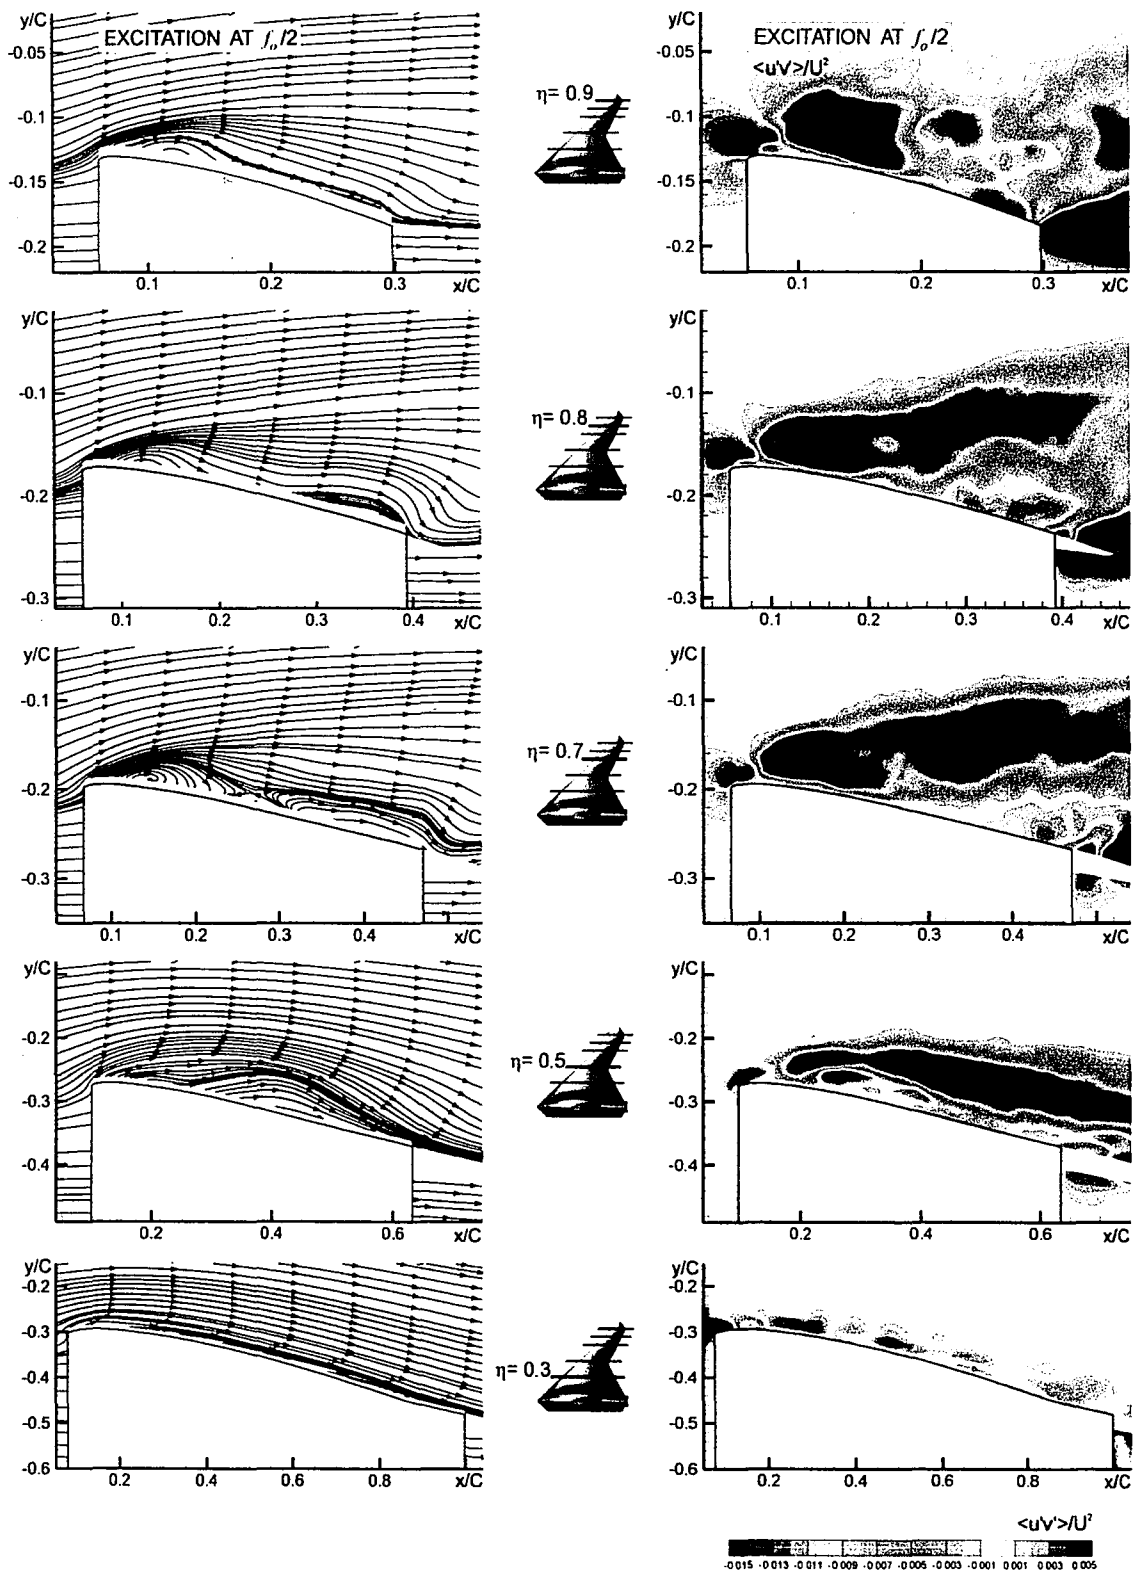 y/C
EXCITATION AT fₒ/2
-0.05
-0.1
-0.15
-0.2
0.1
0.2
0.3
x/C
η= 0.9
y/C
EXCITATION AT fₒ/2
<u'v'>/U²
-0.05
-0.1
-0.15
-0.2
0.1
0.2
0.3
x/C
y/C
-0.1
-0.2
-0.3
0.1
0.2
0.3
0.4
x/C
η= 0.8
y/C
-0.1
-0.2
-0.3
0.1
0.2
0.3
0.4
x/C
y/C
-0.1
-0.2
-0.3
0.1
0.2
0.3
0.4
x/C
η= 0.7
y/C
-0.1
-0.2
-0.3
0.1
0.2
0.3
0.4
x/C
y/C
-0.2
-0.3
-0.4
0.2
0.4
0.6
x/C
η= 0.5
y/C
-0.2
-0.3
-0.4
0.2
0.4
0.6
x/C
y/C
-0.2
-0.3
-0.4
-0.5
-0.6
0.2
0.4
0.6
0.8
x/C
η= 0.3
y/C
-0.2
-0.3
-0.4
-0.5
-0.6
0.2
0.4
0.6
0.8
x/C
<u'v'>/U²
-0.015 -0.013 -0.011 -0.009 -0.007 -0.005 -0.003 -0.001 0.001 0.003 0.005